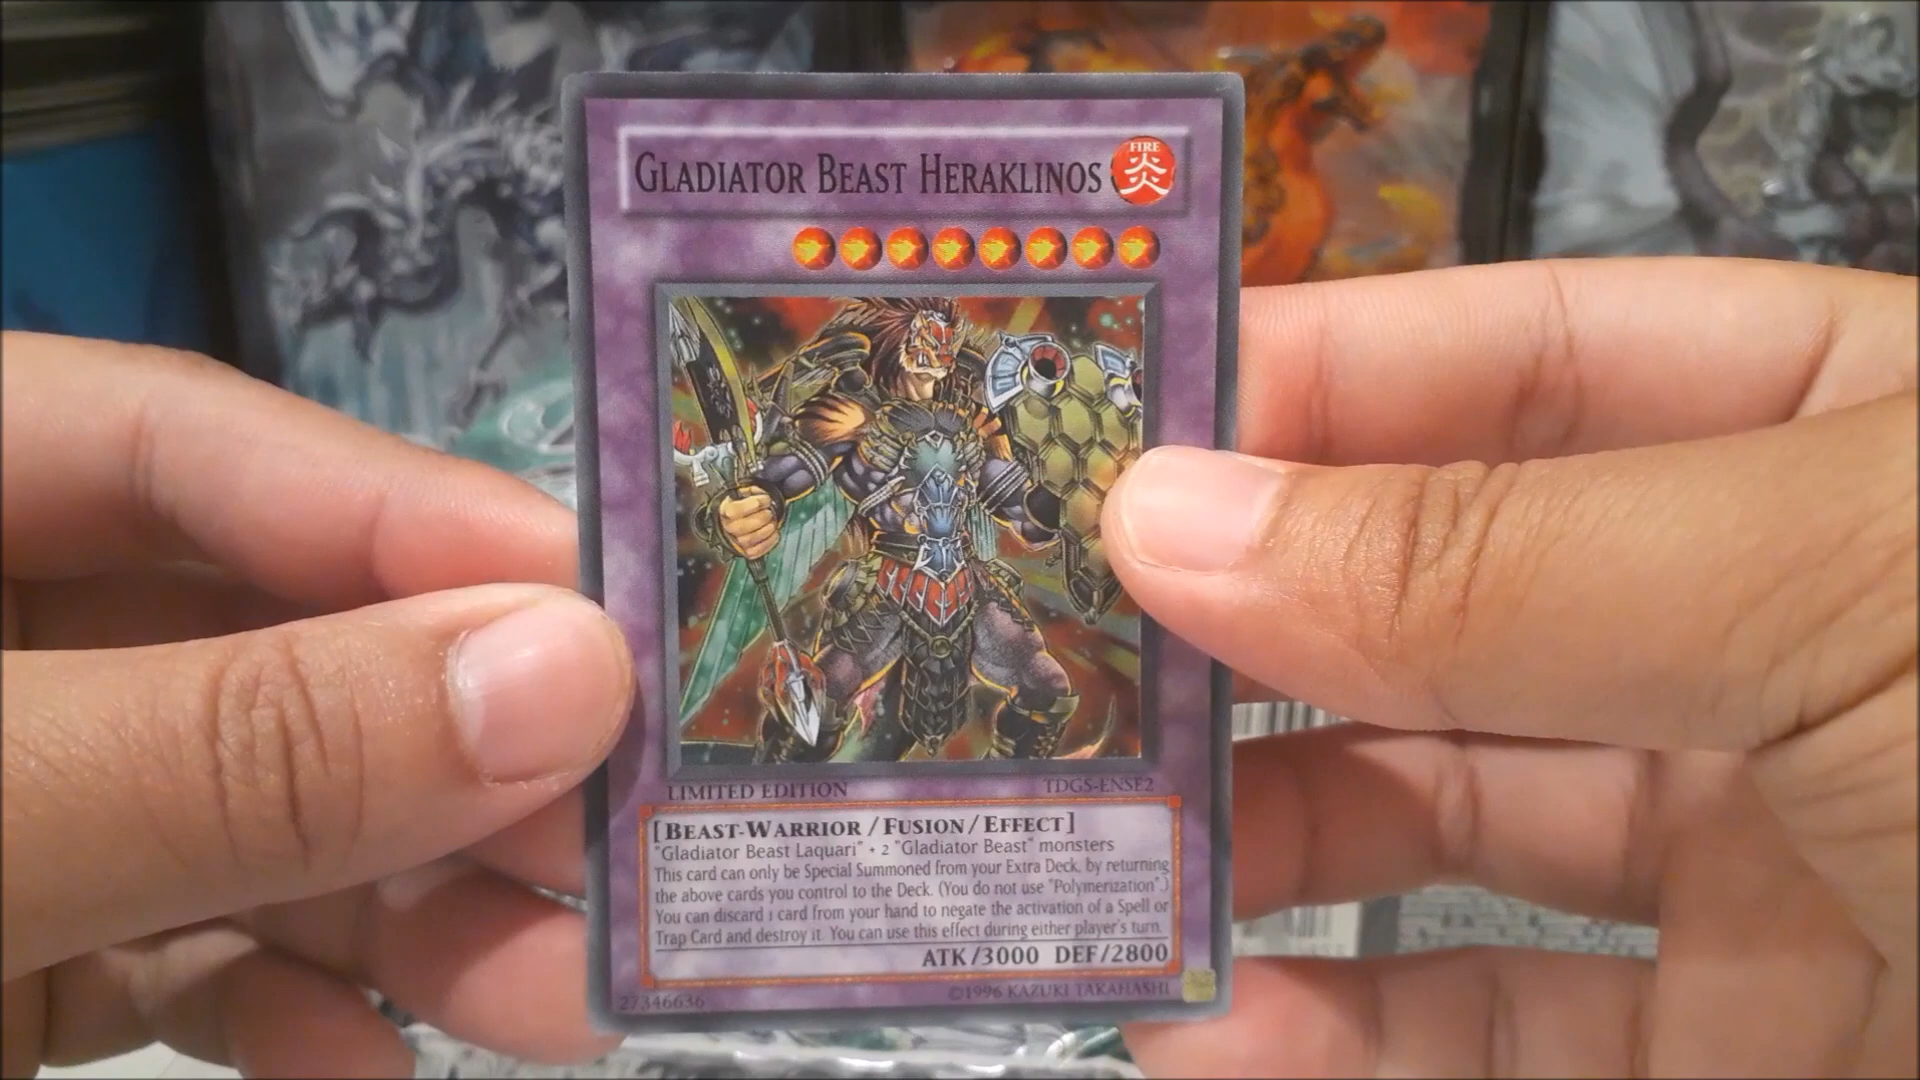 GLADIATOR BEAST HERAKLINOS
FIRE
炎
LIMITED EDITION
TDGS-ENSE2
[BEAST-WARRIOR/FUSION/EFFECT]
"Gladiator Beast Laquari" + 2 "Gladiator Beast" monsters
This card can only be Special Summoned from your Extra Deck, by returning
the above cards you control to the Deck. (You do not use "Polymerization".)
You can discard 1 card from your hand to negate the activation of a Spell or
Trap Card and destroy it. You can use this effect during either player's turn.
ATK/3000 DEF/2800
27346636
©1996 KAZUKI TAKAHASHI